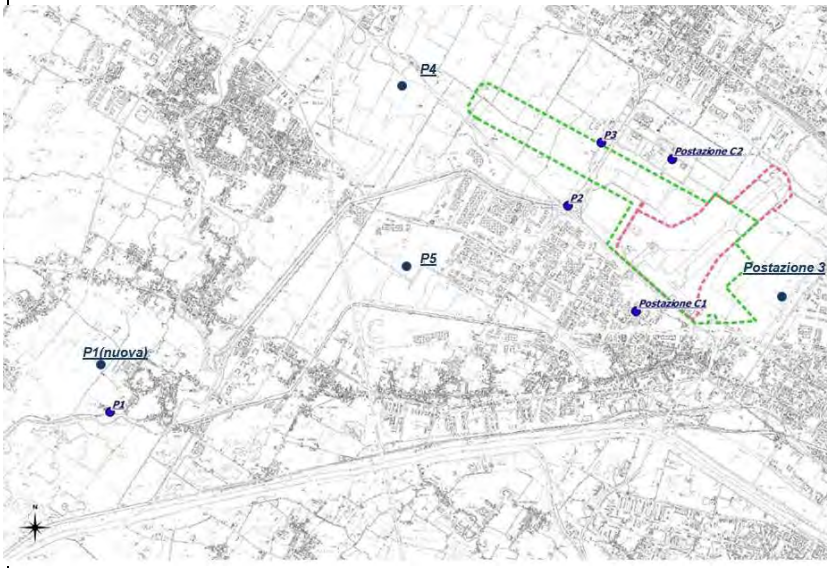 P4
P3
Postazione C2
P2
P5
Postazione 3
Postazione C1
P1(nuova)
P1
N